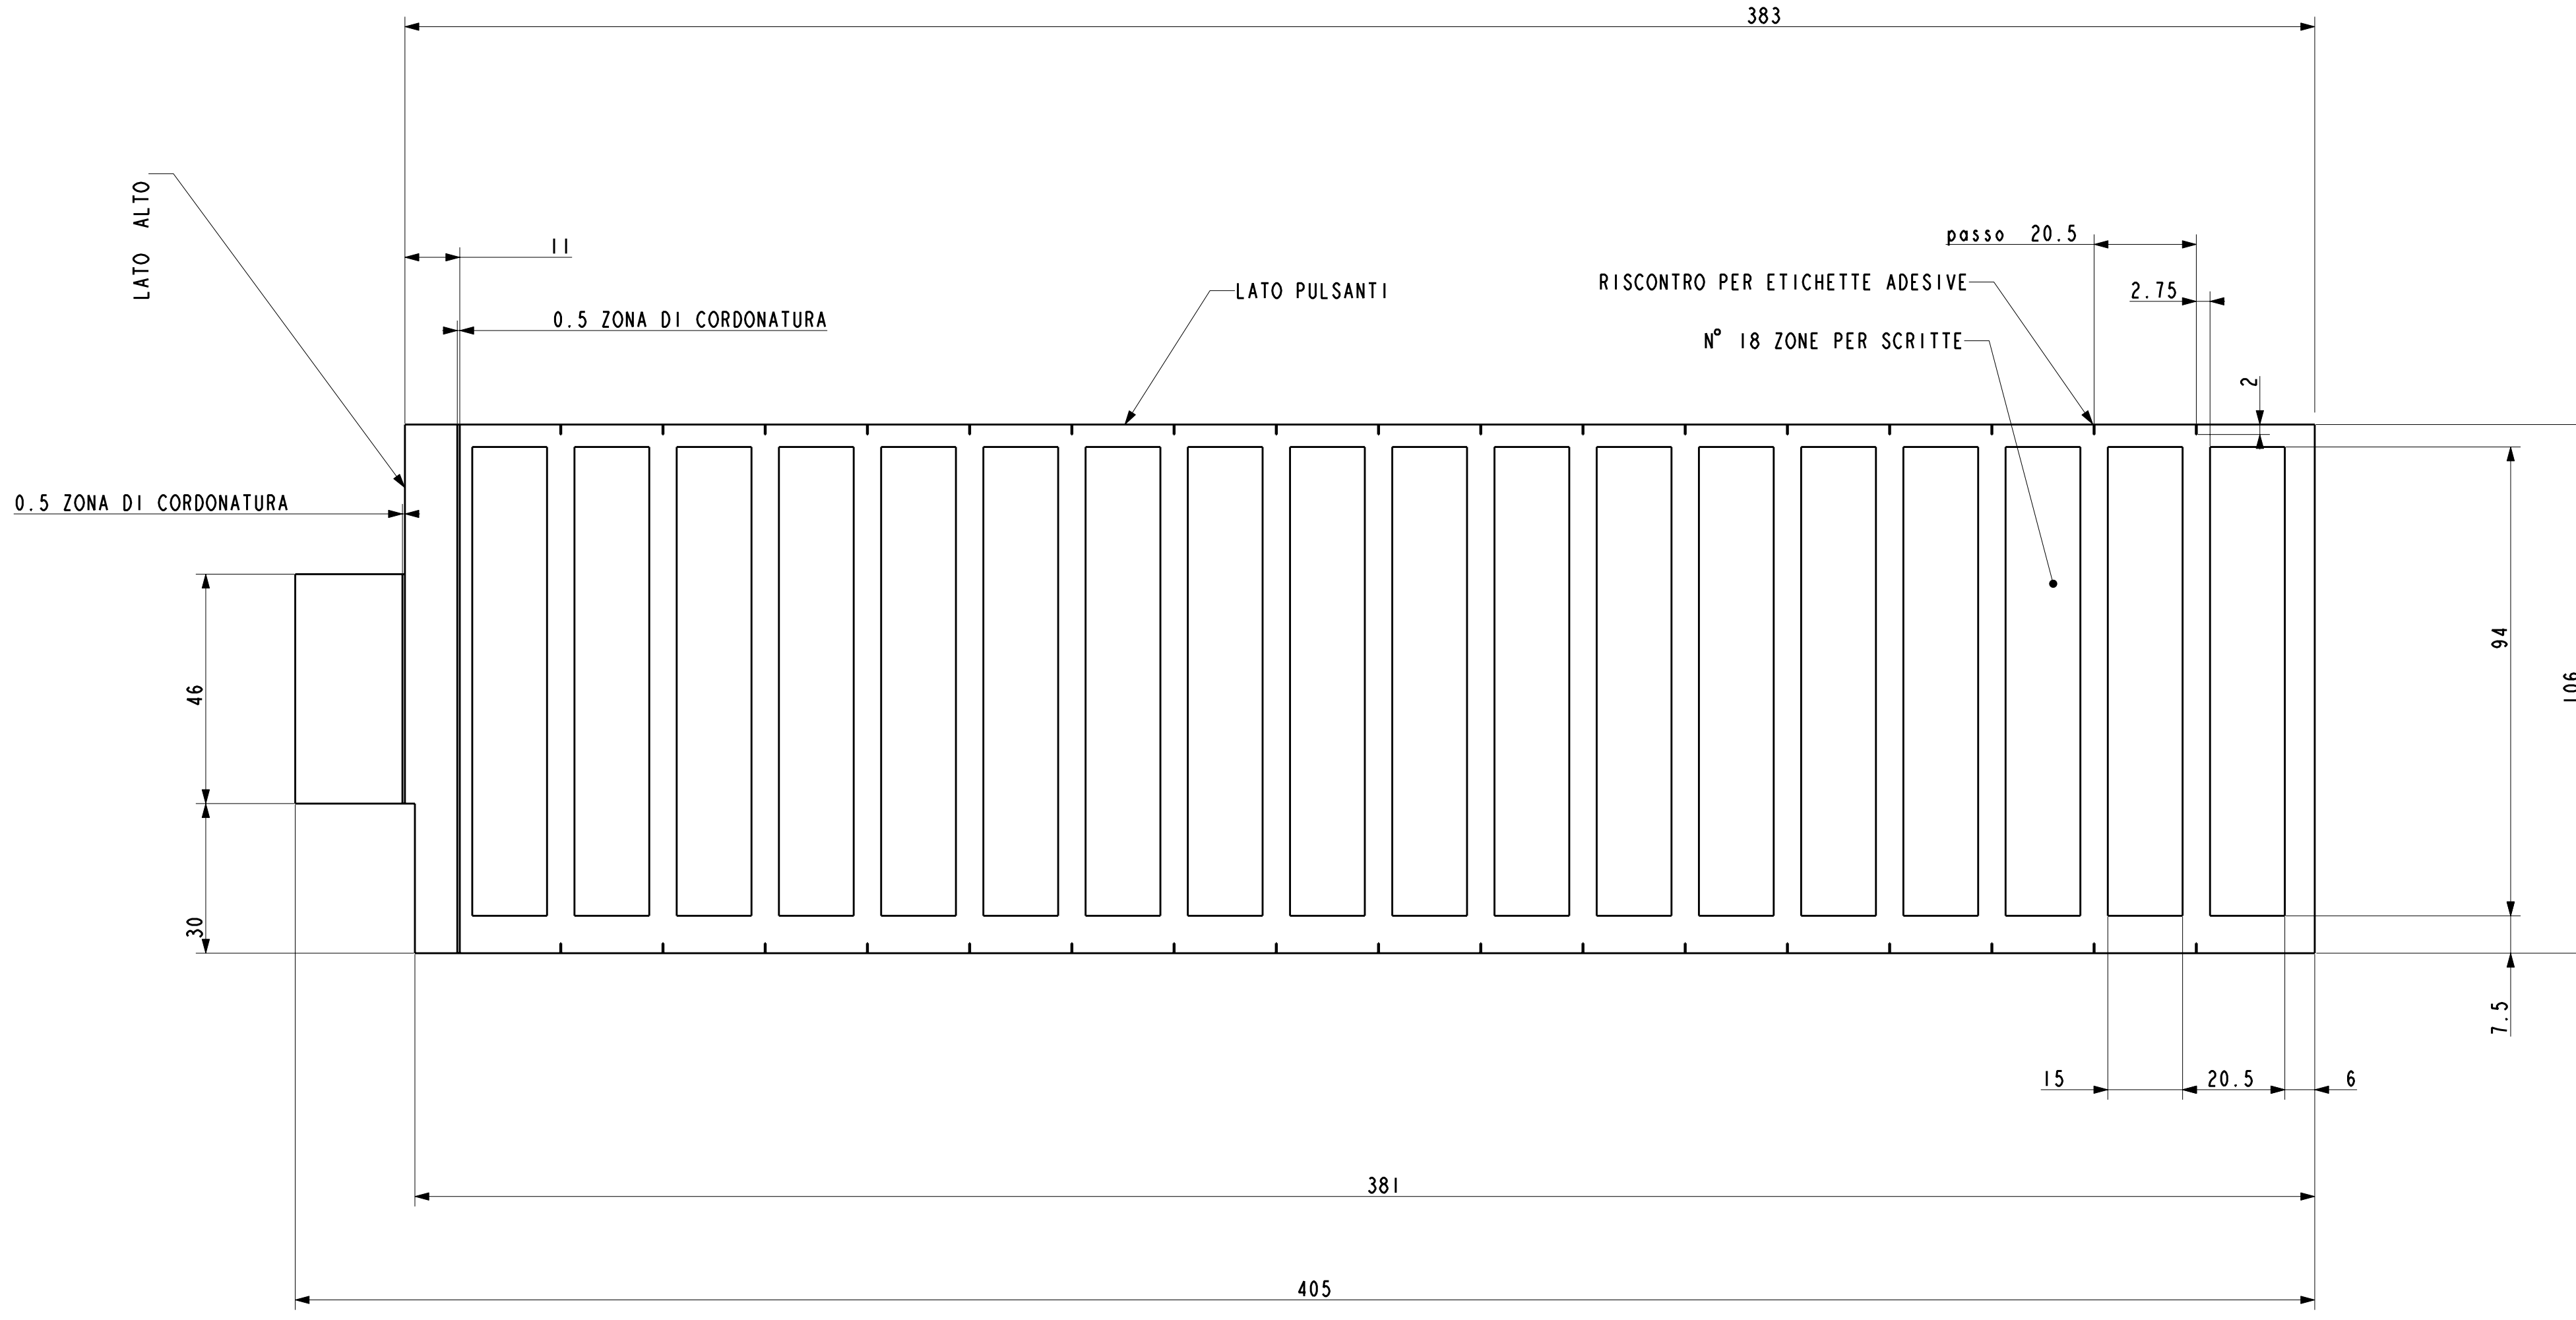 383
LATO ALTO
11
passo 20.5
RISCONTRO PER ETICHETTE ADESIVE
LATO PULSANTI
2.75
0.5 ZONA DI CORDONATURA
N° 18 ZONE PER SCRITTE
2
0.5 ZONA DI CORDONATURA
46
94
106
30
7.5
15
20.5
6
381
405